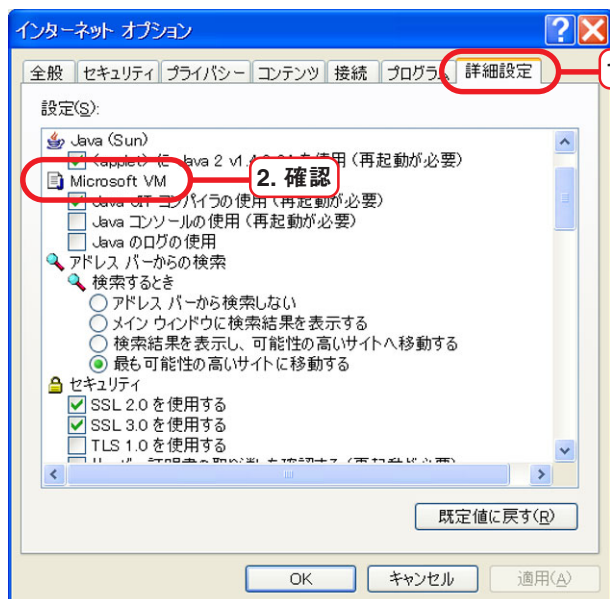 インターネット オプション
全般 セキュリティ プライバシー コンテンツ 接続 プログラム 詳細設定
設定(S):
Java (Sun)
Java 2 を使用 (再起動が必要)
Microsoft VM
2. 確認
Java JIT コンパイラの使用 (再起動が必要)
Java コンソールの使用 (再起動が必要)
Java のログの使用
アドレス バーからの検索
検索するとき
アドレス バーから検索しない
メイン ウィンドウに検索結果を表示する
検索結果を表示し、可能性の高いサイトへ移動する
最も可能性の高いサイトに移動する
セキュリティ
SSL 2.0 を使用する
SSL 3.0 を使用する
TLS 1.0 を使用する
既定値に戻す(R)
OK キャンセル 適用(A)